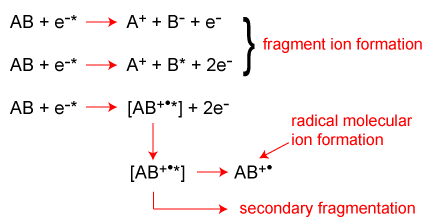 AB + e⁻* → A⁺ + B⁻ + e⁻
AB + e⁻* → A⁺ + B* + 2e⁻
fragment ion formation
AB + e⁻* → [AB⁺•*] + 2e⁻
radical molecular
ion formation
[AB⁺•*] → AB⁺•
secondary fragmentation